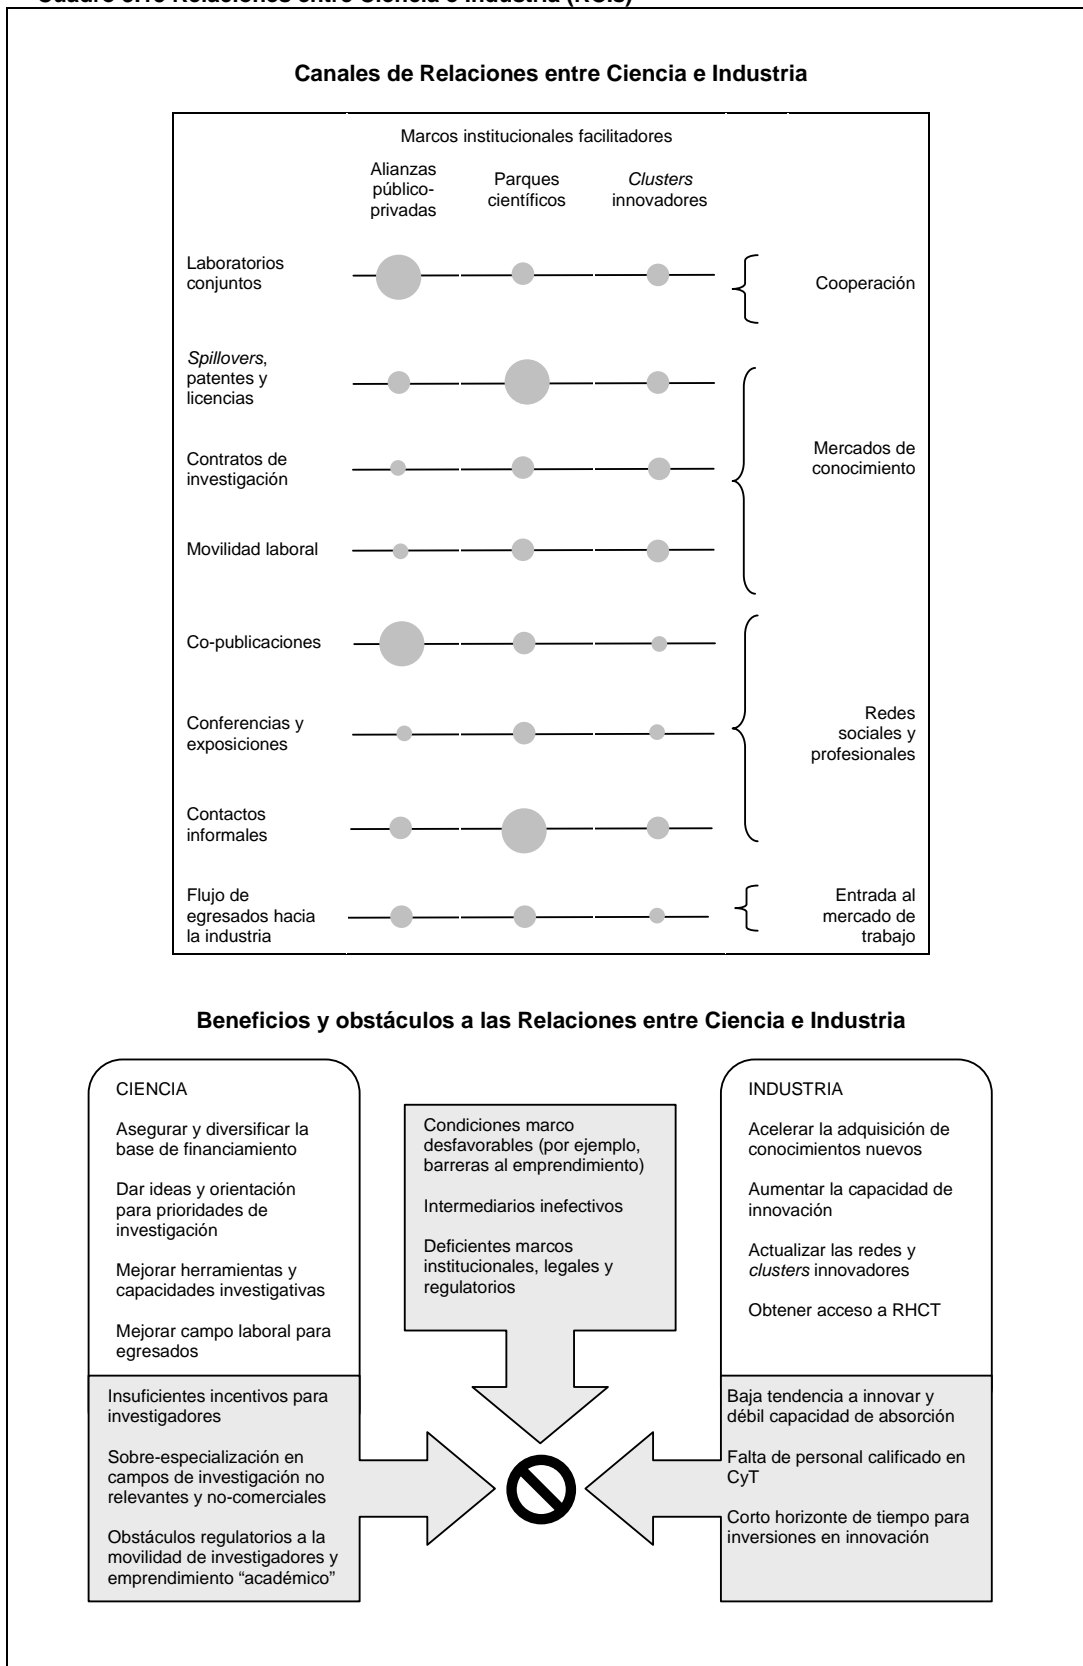 Canales de Relaciones entre Ciencia e Industria
Marcos institucionales facilitadores
Alianzas
público-
privadas
Parques
científicos
Clusters
innovadores
Laboratorios
conjuntos
Cooperación
Spillovers,
patentes y
licencias
Contratos de
investigación
Mercados de
conocimiento
Movilidad laboral
Co-publicaciones
Conferencias y
exposiciones
Redes
sociales y
profesionales
Contactos
informales
Flujo de
egresados hacia
la industria
Entrada al
mercado de
trabajo
Beneficios y obstáculos a las Relaciones entre Ciencia e Industria
CIENCIA
Asegurar y diversificar la
base de financiamiento
Dar ideas y orientación
para prioridades de
investigación
Mejorar herramientas y
capacidades investigativas
Mejorar campo laboral para
egresados
Insuficientes incentivos para
investigadores
Sobre-especialización en
campos de investigación no
relevantes y no-comerciales
Obstáculos regulatorios a la
movilidad de investigadores y
emprendimiento “académico”
Condiciones marco
desfavorables (por ejemplo,
barreras al emprendimiento)
Intermediarios inefectivos
Deficientes marcos
institucionales, legales y
regulatorios
INDUSTRIA
Acelerar la adquisición de
conocimientos nuevos
Aumentar la capacidad de
innovación
Actualizar las redes y
clusters innovadores
Obtener acceso a RHCT
Baja tendencia a innovar y
débil capacidad de absorción
Falta de personal calificado en
CyT
Corto horizonte de tiempo para
inversiones en innovación